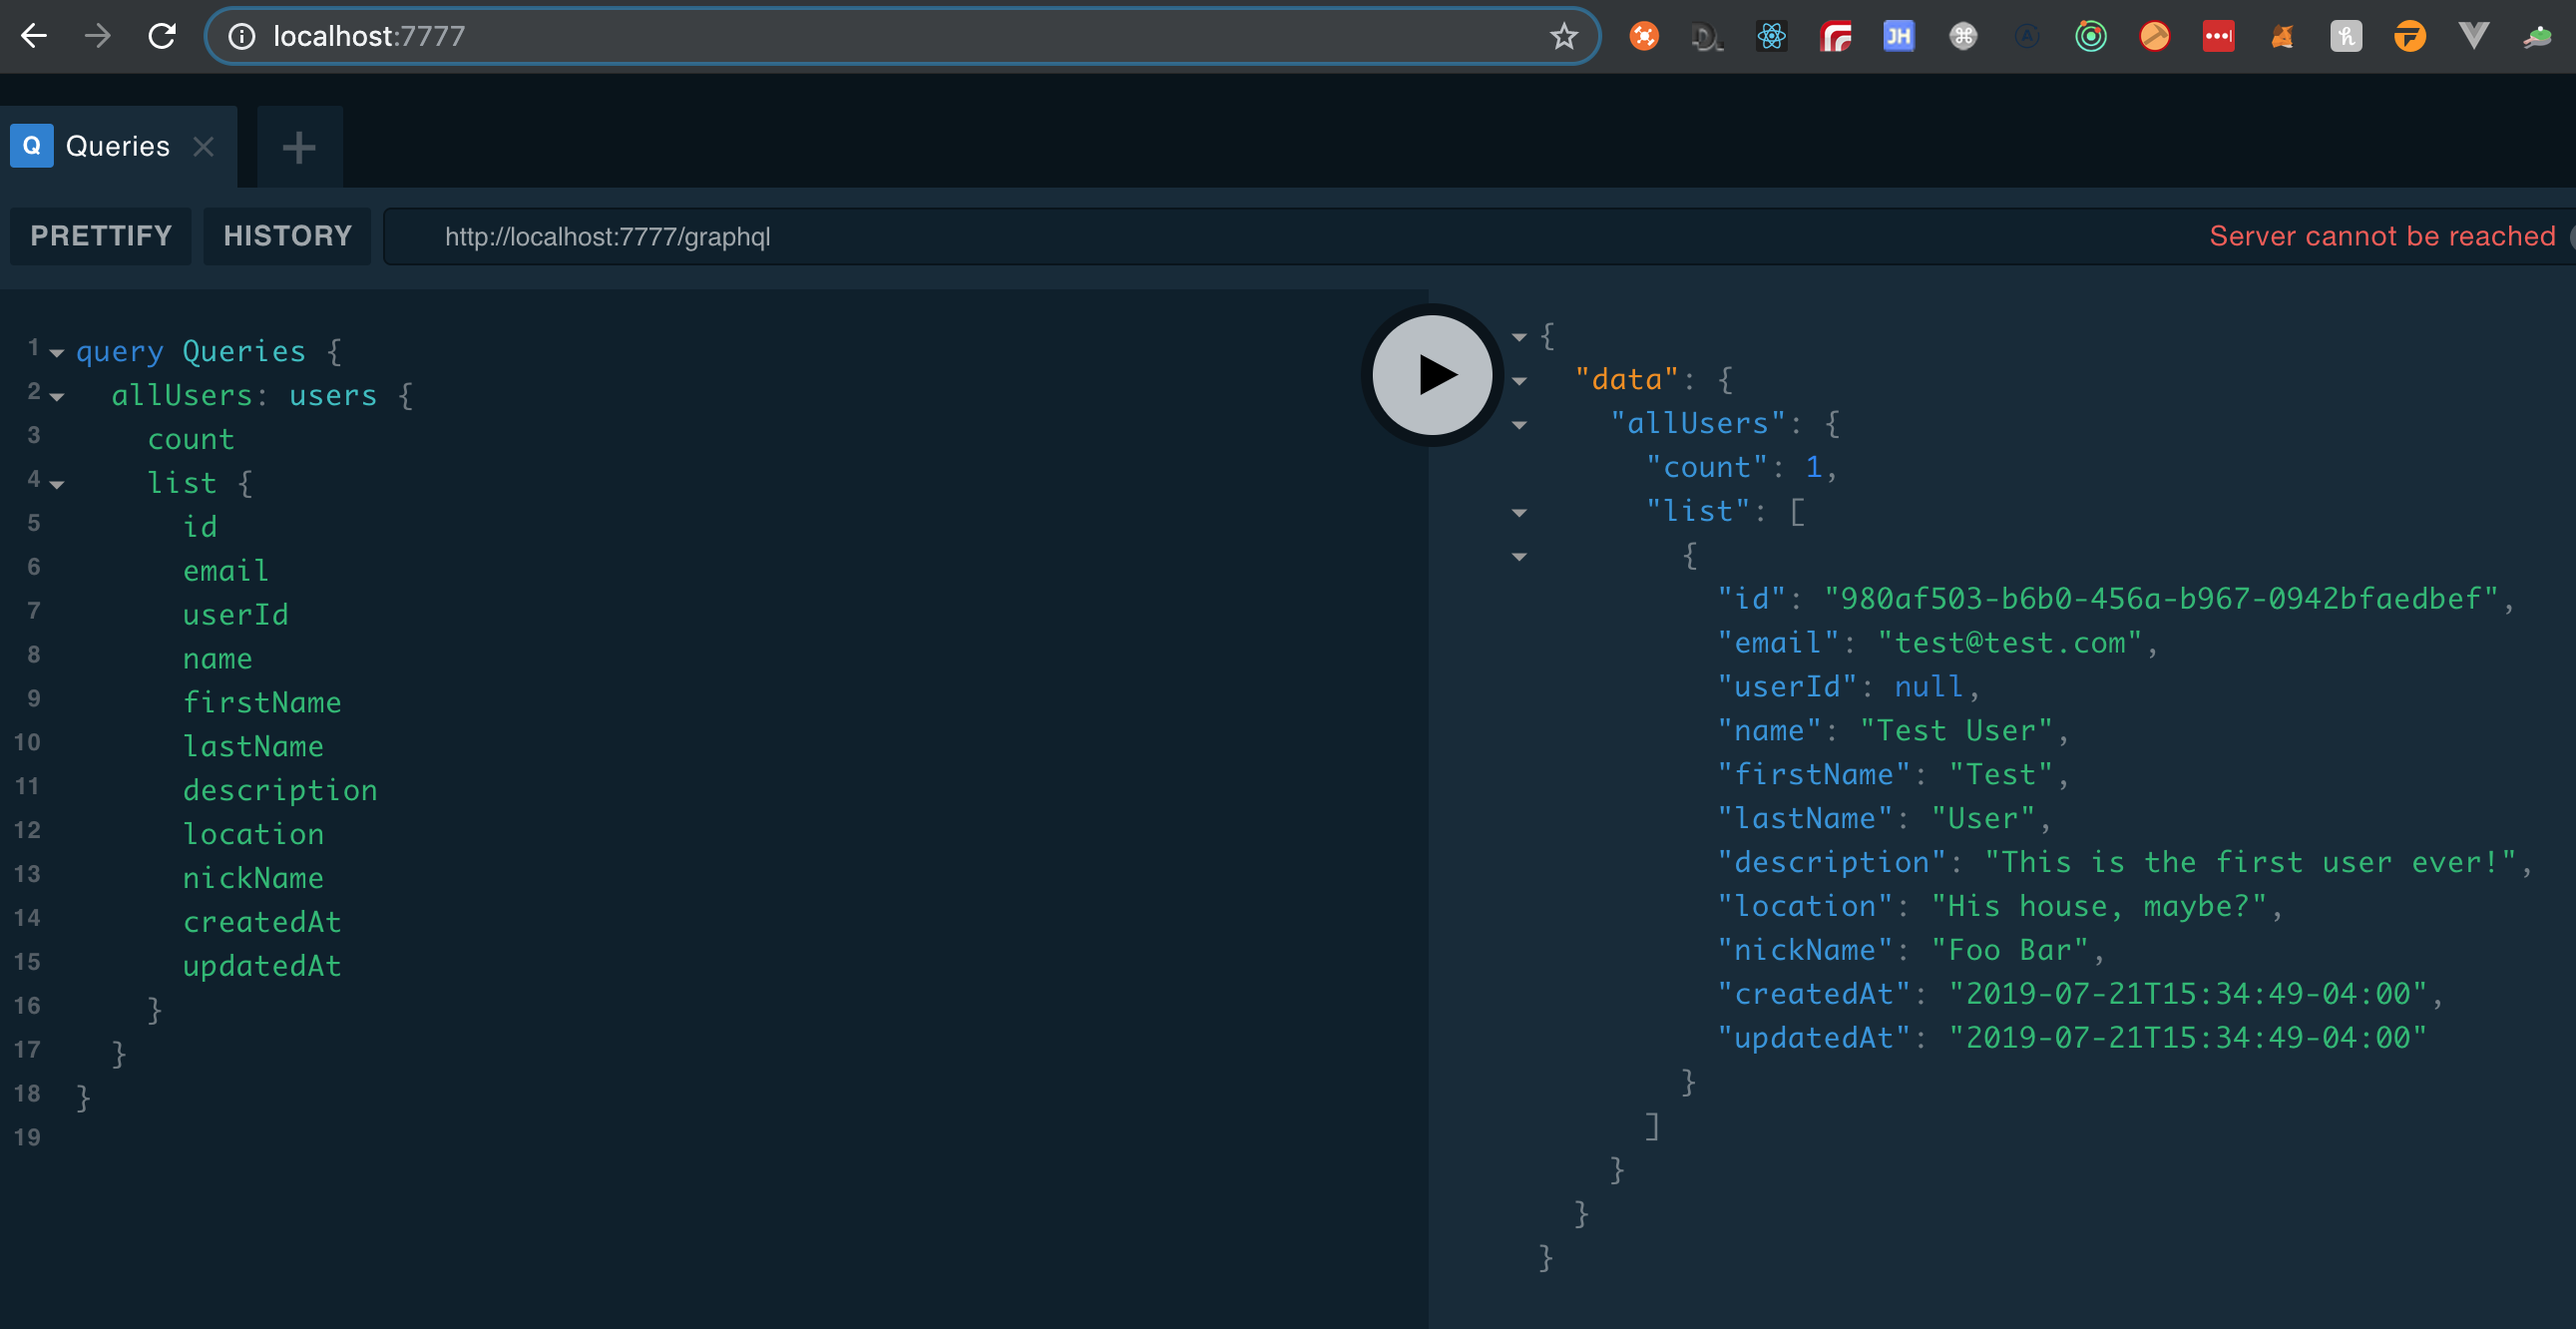 localhost:7777
Q Queries
PRETTIFY HISTORY http://localhost:7777/graphql Server cannot be reached
1 query Queries {
2 allUsers: users {
3 count
4 list {
5 id
6 email
7 userId
8 name
9 firstName
10 lastName
11 description
12 location
13 nickName
14 createdAt
15 updatedAt
16 }
17 }
18 }
19
{
"data": {
"allUsers": {
"count": 1,
"list": [
{
"id": "980af503-b6b0-456a-b967-0942bfaedbef",
"email": "test@test.com",
"userId": null,
"name": "Test User",
"firstName": "Test",
"lastName": "User",
"description": "This is the first user ever!",
"location": "His house, maybe?",
"nickName": "Foo Bar",
"createdAt": "2019-07-21T15:34:49-04:00",
"updatedAt": "2019-07-21T15:34:49-04:00"
}
]
}
}
}